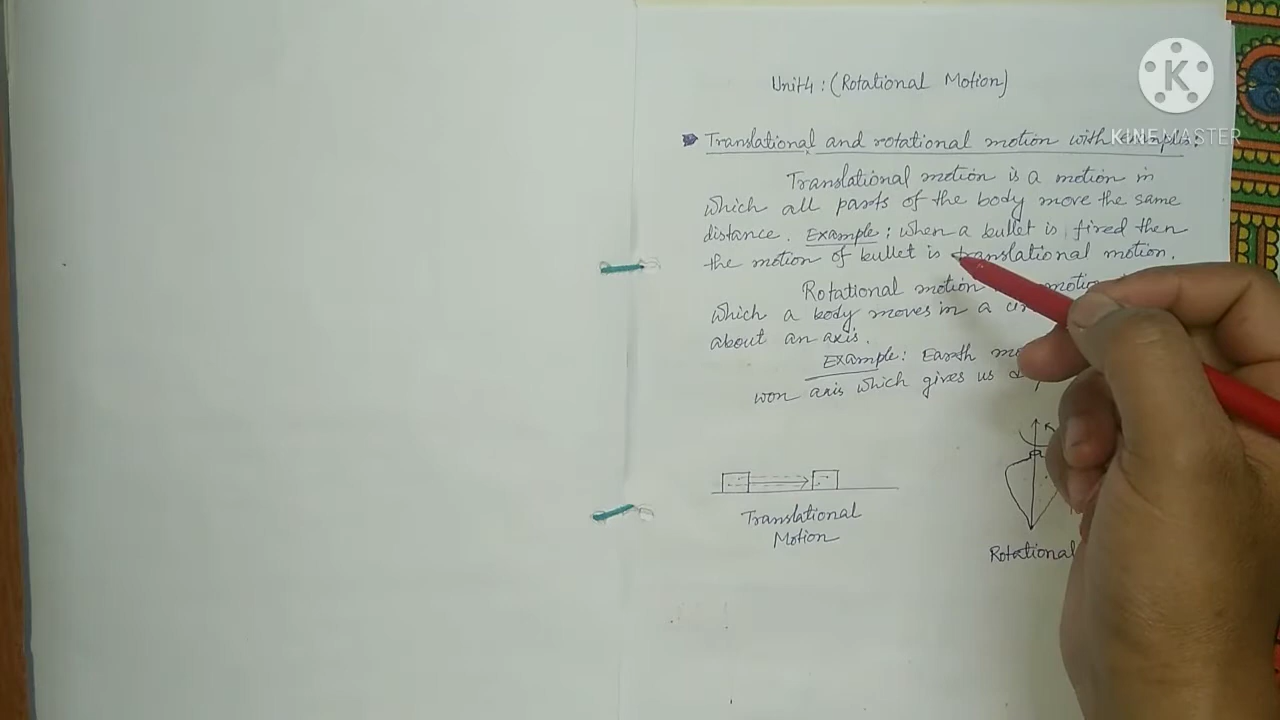 Unit4 : (Rotational Motion)
K
KINEMASTER
Translational and rotational motion with
Translational motion is a motion in
which all parts of the body move the same
distance. Example : when a bullet is fired then
the motion of bullet is translational motion.
Rotational motion motion
which a body moves in a
about an axis.
Example : Earth
won axis which gives us
Translational
Motion
Rotational